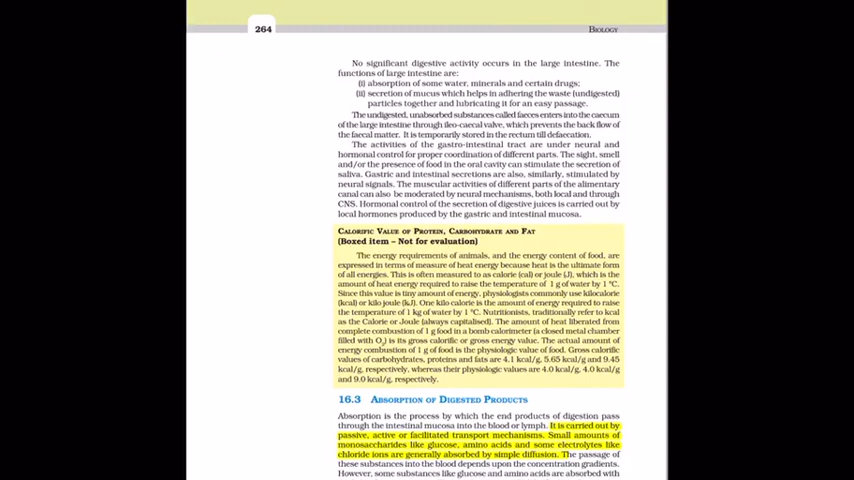 264
BIOLOGY
No significant digestive activity occurs in the large intestine. The
functions of large intestine are:
(i) absorption of some water, minerals and certain drugs;
(ii) secretion of mucus which helps in adhering the waste (undigested)
particles together and lubricating it for an easy passage.
The undigested, unabsorbed substances called faeces enters into the caecum
of the large intestine through ileo-caecal valve, which prevents the back flow of
the faecal matter. It is temporarily stored in the rectum till defaecation.
The activities of the gastro-intestinal tract are under neural and
hormonal control for proper coordination of different parts. The sight, smell
and/or the presence of food in the oral cavity can stimulate the secretion of
saliva. Gastric and intestinal secretions are also, similarly, stimulated by
neural signals. The muscular activities of different parts of the alimentary
canal can also be moderated by neural mechanisms, both local and through
CNS. Hormonal control of the secretion of digestive juices is carried out by
local hormones produced by the gastric and intestinal mucosa.
CALORIFIC VALUE OF PROTEIN, CARBOHYDRATE AND FAT
(Boxed item – Not for evaluation)
The energy requirements of animals, and the energy content of food, are
expressed in terms of measure of heat energy because heat is the ultimate form
of all energies. This is often measured to as calorie (cal) or joule (J), which is the
amount of heat energy required to raise the temperature of 1 g of water by 1 °C.
Since this value is tiny amount of energy, physiologists commonly use kilocalorie
(kcal) or kilo joule (kJ). One kilo calorie is the amount of energy required to raise
the temperature of 1 kg of water by 1 °C. Nutritionists, traditionally refer to kcal
as the Calorie or Joule (always capitalised). The amount of heat liberated from
complete combustion of 1 g food in a bomb calorimeter (a closed metal chamber
filled with O2) is its gross calorific or gross energy value. The actual amount of
energy combustion of 1 g of food is the physiologic value of food. Gross calorific
values of carbohydrates, proteins and fats are 4.1 kcal/g, 5.65 kcal/g and 9.45
kcal/g, respectively, whereas their physiologic values are 4.0 kcal/g, 4.0 kcal/g
and 9.0 kcal/g, respectively.
16.3 ABSORPTION OF DIGESTED PRODUCTS
Absorption is the process by which the end products of digestion pass
through the intestinal mucosa into the blood or lymph. It is carried out by
passive, active or facilitated transport mechanisms. Small amounts of
monosaccharides like glucose, amino acids and some electrolytes like
chloride ions are generally absorbed by simple diffusion. The passage of
these substances into the blood depends upon the concentration gradients.
However, some substances like glucose and amino acids are absorbed with